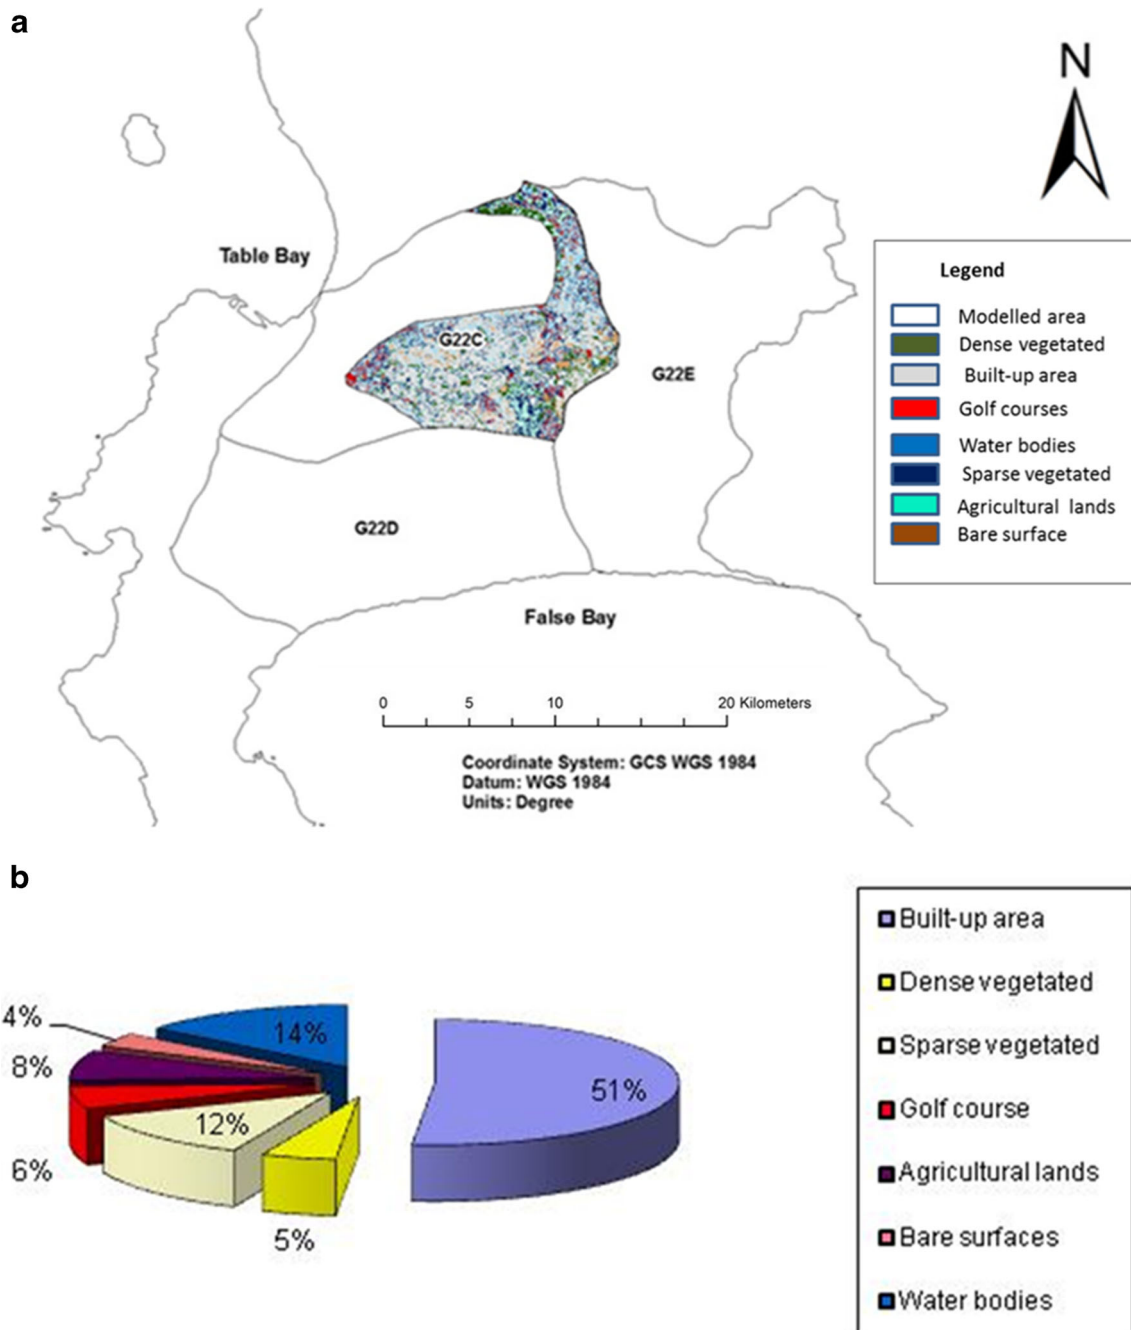 a
N
Table Bay
G22C
G22E
G22D
False Bay
Legend
Modelled area
Dense vegetated
Built-up area
Golf courses
Water bodies
Sparse vegetated
Agricultural lands
Bare surface
0 5 10 20 Kilometers
Coordinate System: GCS WGS 1984
Datum: WGS 1984
Units: Degree
b
4%
14%
8%
51%
12%
6%
5%
Built-up area
Dense vegetated
Sparse vegetated
Golf course
Agricultural lands
Bare surfaces
Water bodies